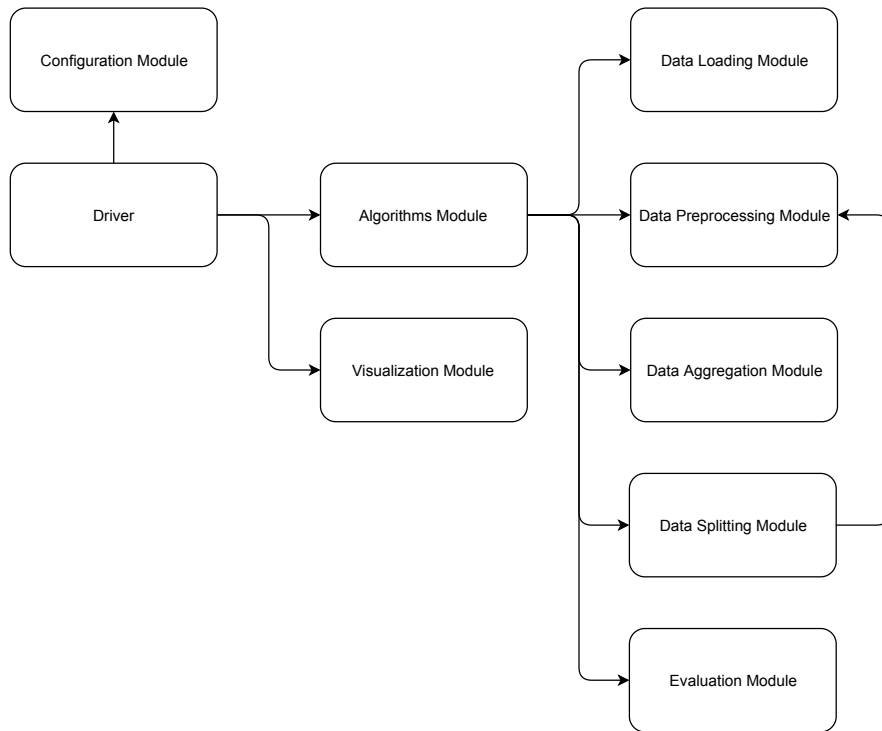 Configuration Module
Data Loading Module
Driver
Algorithms Module
Data Preprocessing Module
Visualization Module
Data Aggregation Module
Data Splitting Module
Evaluation Module